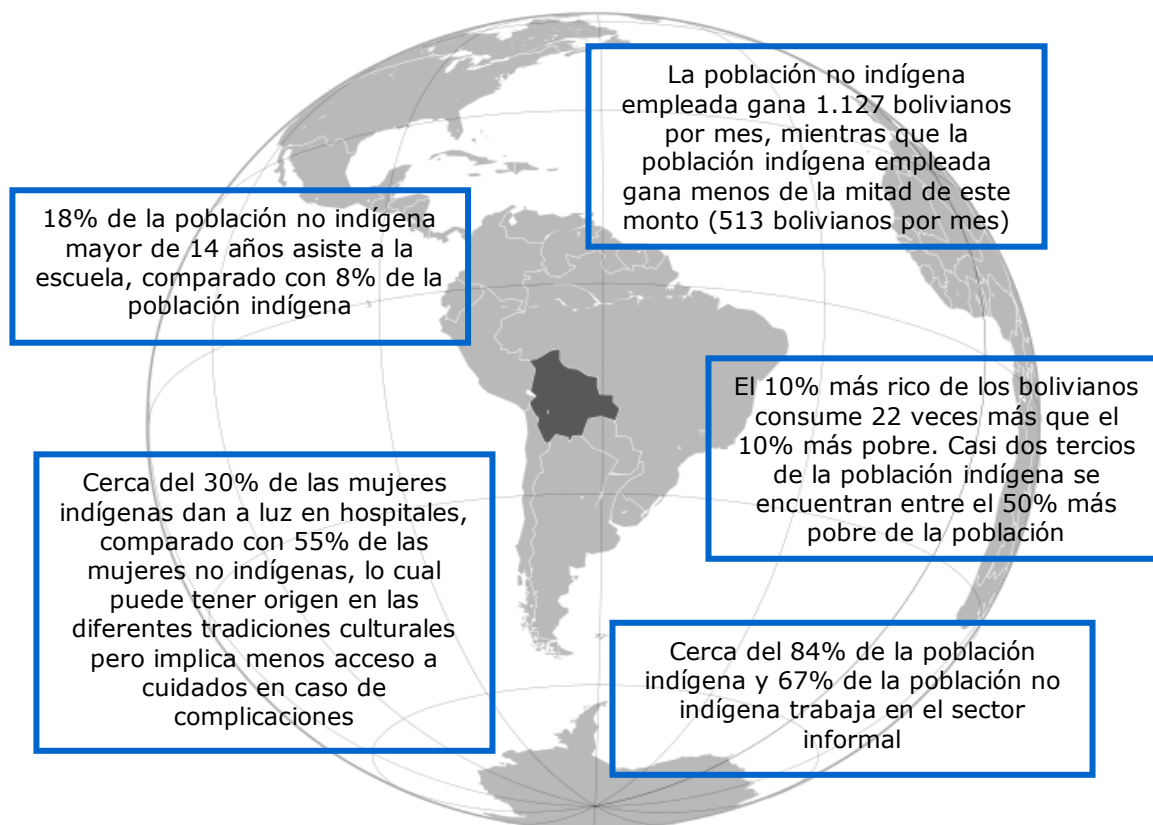 La población no indígena
empleada gana 1.127 bolivianos
por mes, mientras que la
población indígena empleada
gana menos de la mitad de este
monto (513 bolivianos por mes)
18% de la población no indígena
mayor de 14 años asiste a la
escuela, comparado con 8% de la
población indígena
El 10% más rico de los bolivianos
consume 22 veces más que el
10% más pobre. Casi dos tercios
de la población indígena se
encuentran entre el 50% más
pobre de la población
Cerca del 30% de las mujeres
indígenas dan a luz en hospitales,
comparado con 55% de las
mujeres no indígenas, lo cual
puede tener origen en las
diferentes tradiciones culturales
pero implica menos acceso a
cuidados en caso de
complicaciones
Cerca del 84% de la población
indígena y 67% de la población no
indígena trabaja en el sector
informal